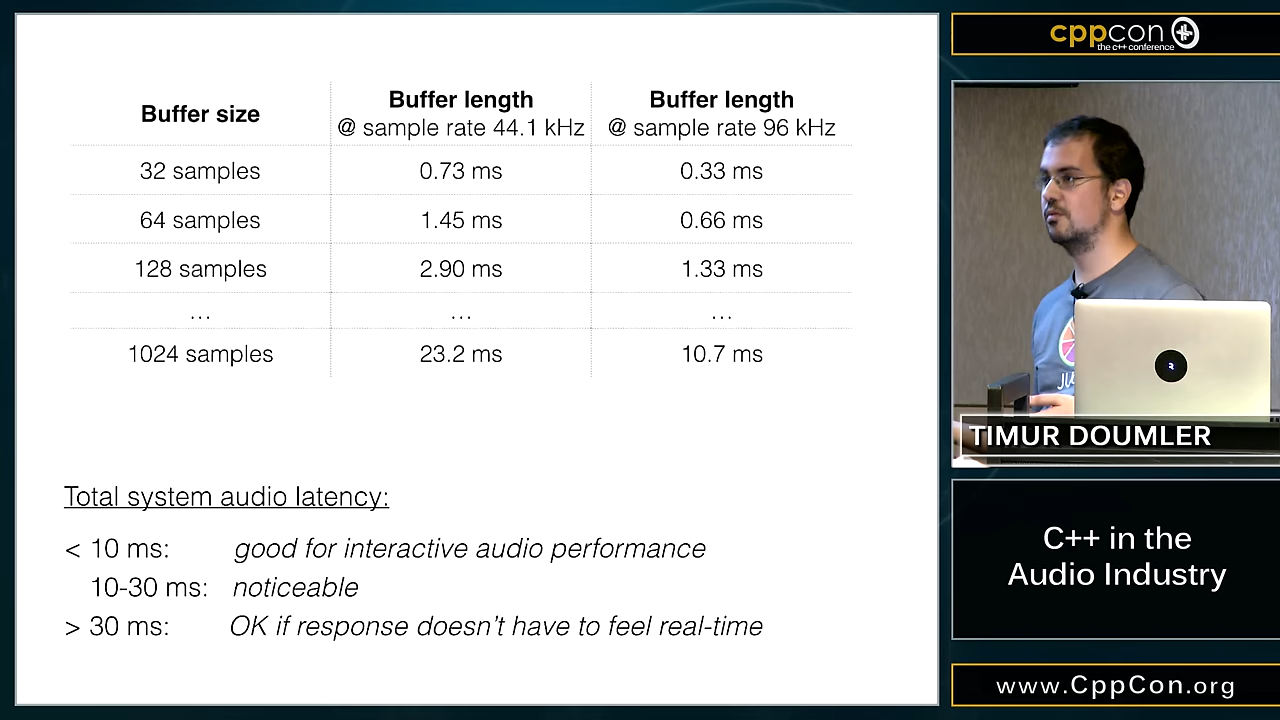 Buffer size
Buffer length
@ sample rate 44.1 kHz
Buffer length
@ sample rate 96 kHz
32 samples 0.73 ms 0.33 ms
64 samples 1.45 ms 0.66 ms
128 samples 2.90 ms 1.33 ms
... ... ...
1024 samples 23.2 ms 10.7 ms
Total system audio latency:
< 10 ms: good for interactive audio performance
10-30 ms: noticeable
> 30 ms: OK if response doesn't have to feel real-time
cppcon
the c++ conference
TIMUR DOUMLER
C++ in the
Audio Industry
www.CppCon.org